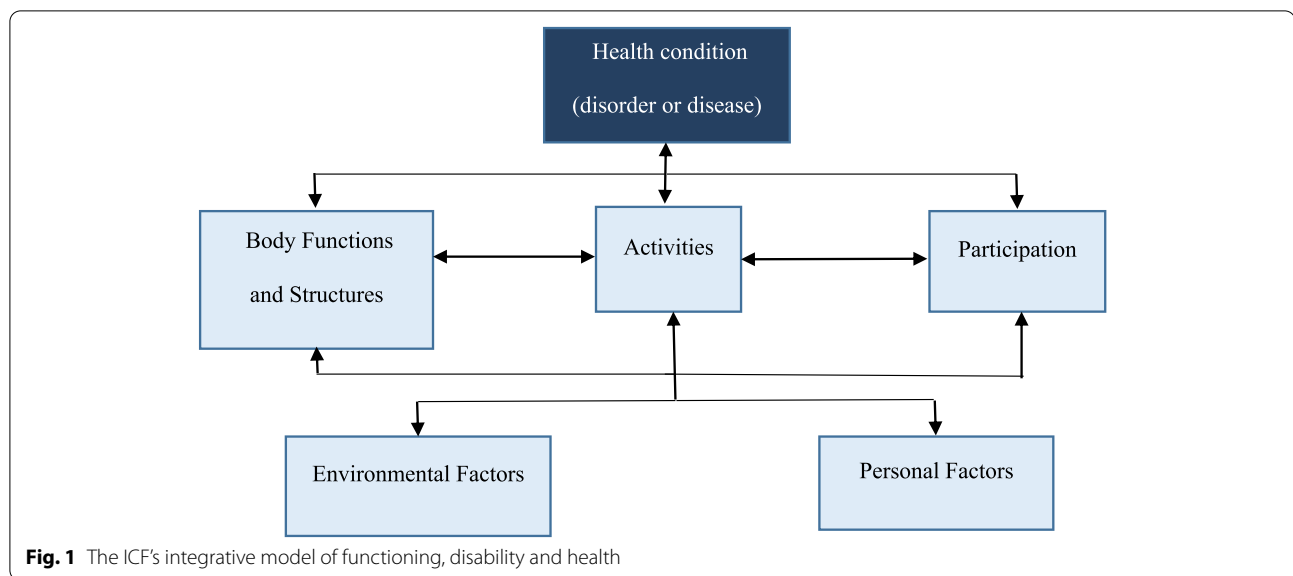 Health condition
(disorder or disease)
Body Functions
and Structures
Activities
Participation
Environmental Factors
Personal Factors
Fig. 1 The ICF’s integrative model of functioning, disability and health